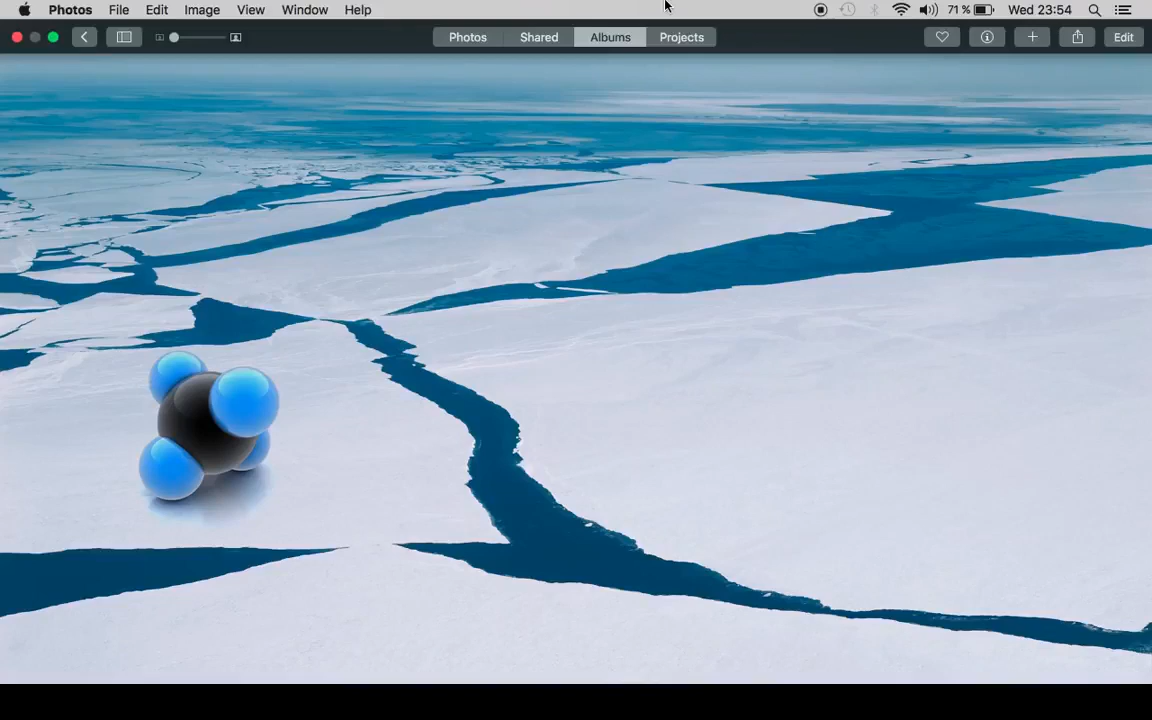 Photos File Edit Image View Window Help 71 % Wed 23:54
Photos Shared Albums Projects Edit